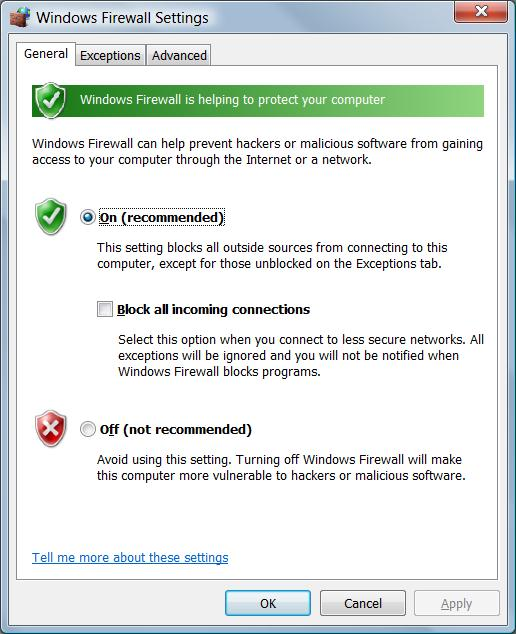 Windows Firewall Settings
General
Exceptions
Advanced
Windows Firewall is helping to protect your computer
Windows Firewall can help prevent hackers or malicious software from gaining
access to your computer through the Internet or a network.
On (recommended)
This setting blocks all outside sources from connecting to this
computer, except for those unblocked on the Exceptions tab.
Block all incoming connections
Select this option when you connect to less secure networks. All
exceptions will be ignored and you will not be notified when
Windows Firewall blocks programs.
Off (not recommended)
Avoid using this setting. Turning off Windows Firewall will make
this computer more vulnerable to hackers or malicious software.
Tell me more about these settings
OK
Cancel
Apply